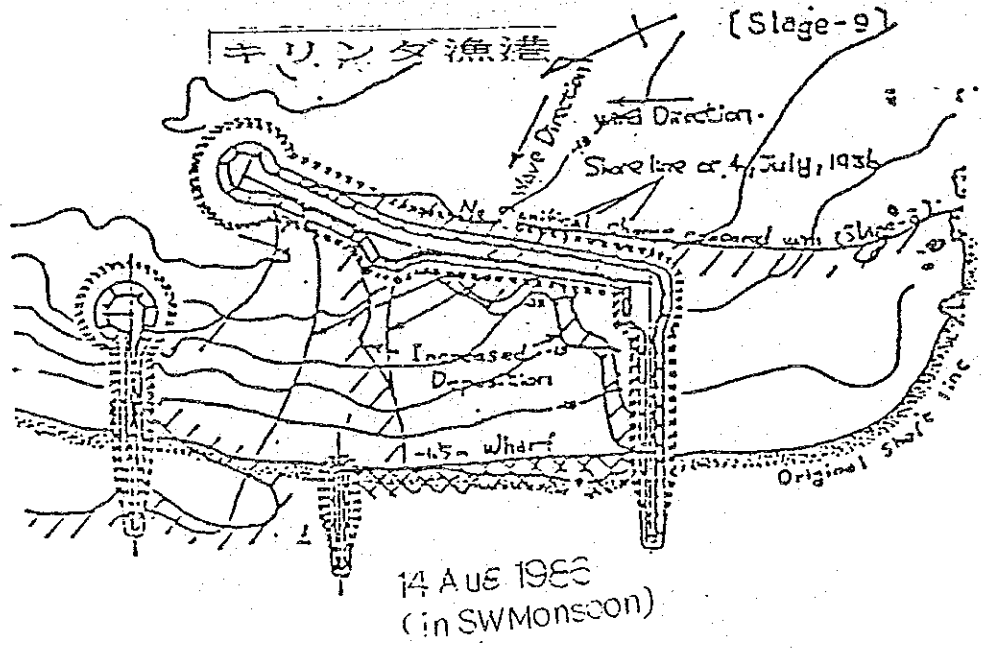 [Stage-9]
キリンダ漁港
Wave Direction
Wind Direction.
Shore line at 4, July, 1986
Increased
Deposition
-1.5m Wharf
Original Shore line
14 AUG 1986
(in SW Monsoon)